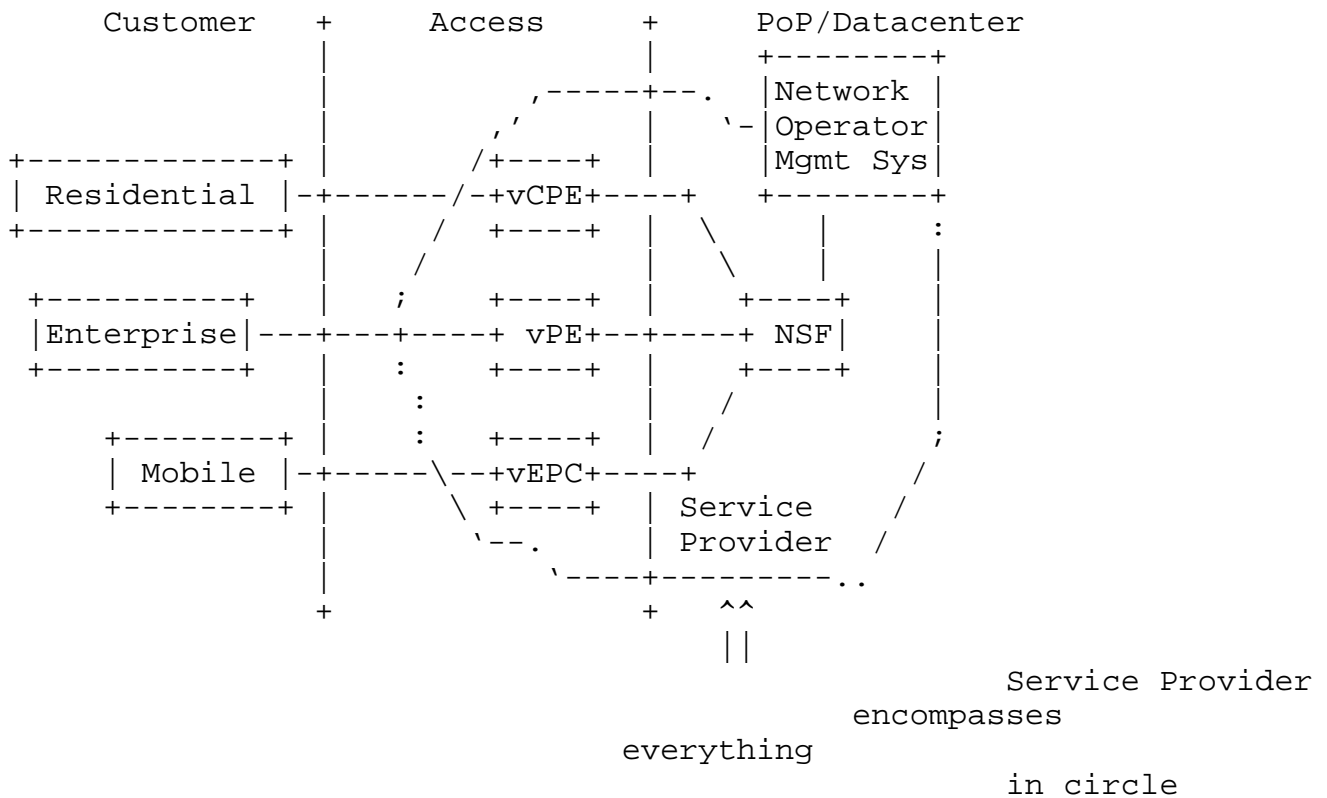 Customer + Access + PoP/Datacenter
Network
Operator
Mgmt Sys
Residential vCPE
Enterprise vPE NSF
Mobile vEPC
Service
Provider
Service Provider
encompasses
everything
in circle